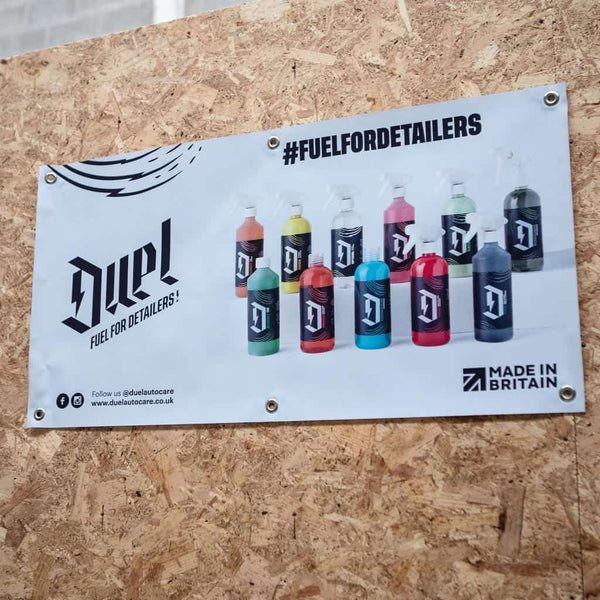 #FUELFORDETAILERS
Duel
FUEL FOR DETAILERS!
Follow us @duelautocare
www.duelautocare.co.uk
MADE IN
BRITAIN